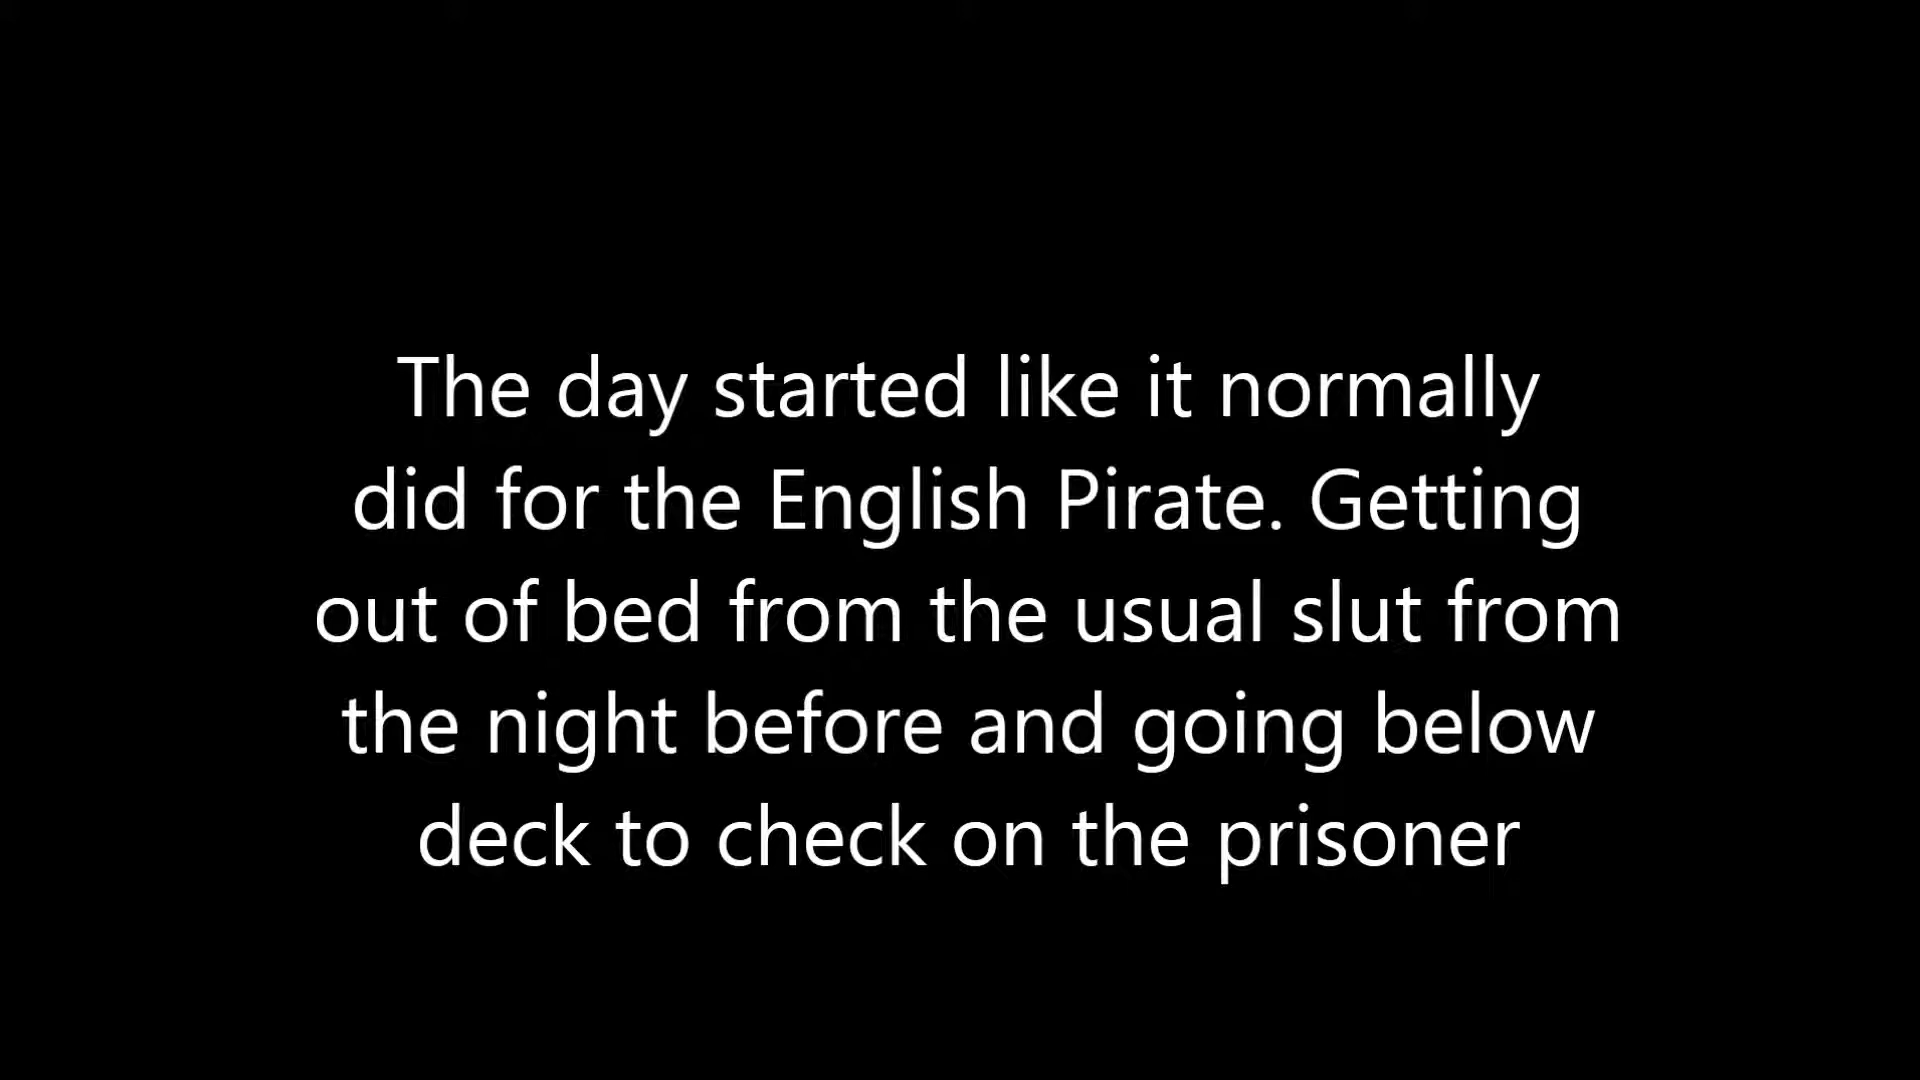 The day started like it normally
did for the English Pirate. Getting
out of bed from the usual slut from
the night before and going below
deck to check on the prisoner